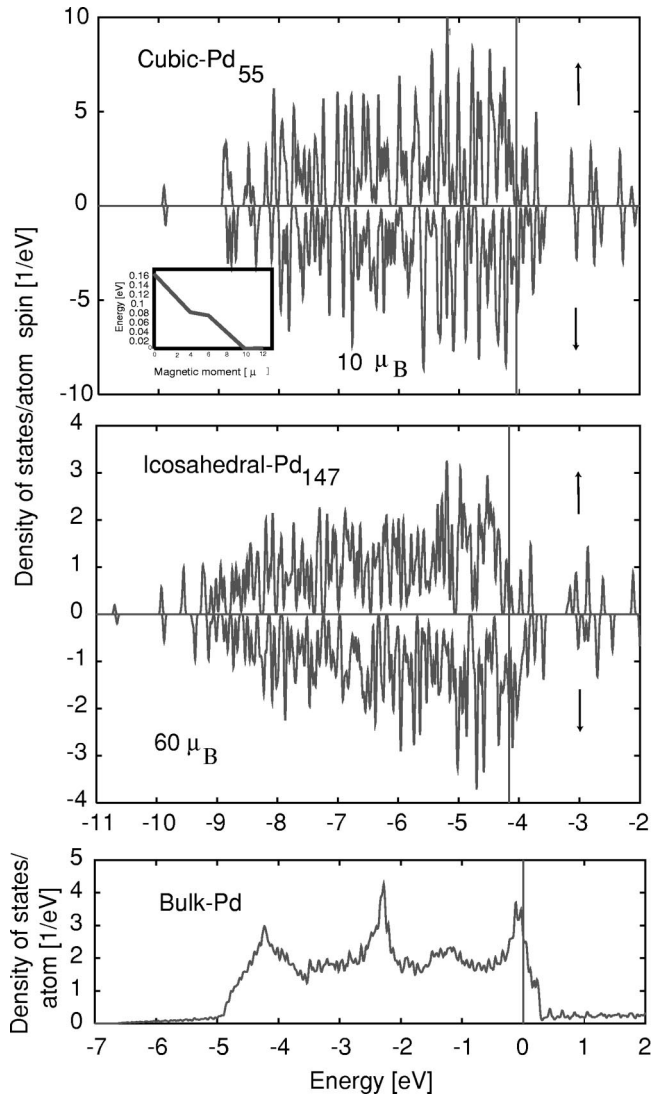 10
Cubic-Pd55
5
0
-5
-10
Energy [eV]
0.16
0.14
0.12
0.1
0.08
0.06
0.04
0.02
0
0 2 4 6 8 10 12
Magnetic moment [ μ ]
10 μB
Density of states/atom spin [1/eV]
4
Icosahedral-Pd147
3
2
1
0
-1
-2
-3
-4
60 μB
-11 -10 -9 -8 -7 -6 -5 -4 -3 -2
Density of states/
atom [1/eV]
5
Bulk-Pd
4
3
2
1
0
-7 -6 -5 -4 -3 -2 -1 0 1 2
Energy [eV]